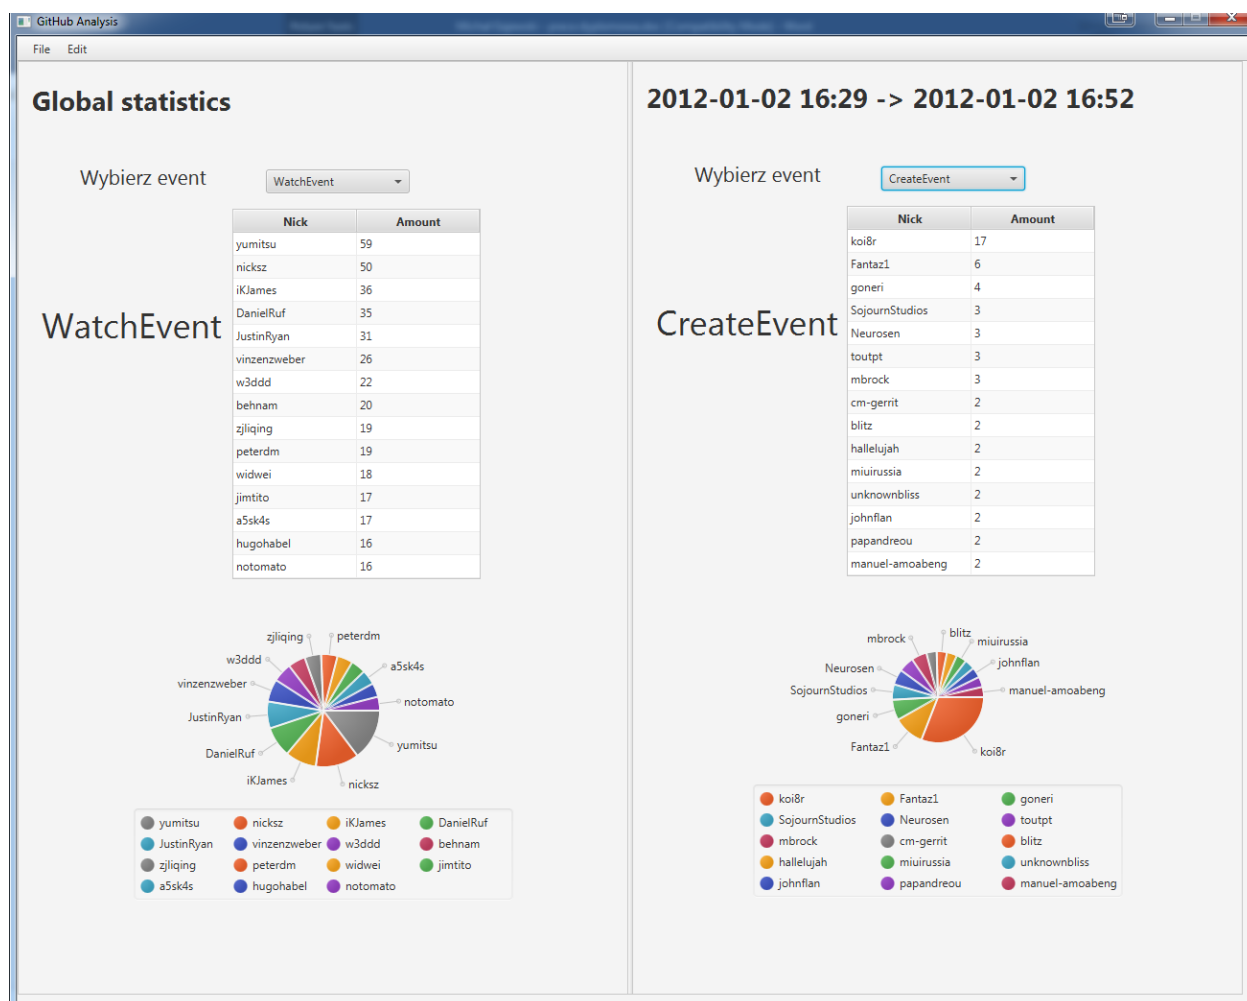 GitHub Analysis
File Edit
Global statistics
Wybierz event WatchEvent
WatchEvent
Nick Amount
yumitsu 59
nicksz 50
iKJames 36
DanielRuf 35
JustinRyan 31
vinzenzweber 26
w3ddd 22
behnam 20
zjliqing 19
peterdm 19
widwei 18
jimtito 17
a5sk4s 17
hugohabel 16
notomato 16
zjliqing peterdm
w3ddd a5sk4s
vinzenzweber notomato
JustinRyan
DanielRuf yumitsu
iKJames nicksz
yumitsu nicksz iKJames DanielRuf
JustinRyan vinzenzweber w3ddd behnam
zjliqing peterdm widwei jimtito
a5sk4s hugohabel notomato
2012-01-02 16:29 -> 2012-01-02 16:52
Wybierz event CreateEvent
CreateEvent
Nick Amount
koi8r 17
Fantaz1 6
goneri 4
SojournStudios 3
Neurosen 3
toutpt 3
mbrock 3
cm-gerrit 2
blitz 2
hallelujah 2
miuirussia 2
unknownbliss 2
johnflan 2
papandreou 2
manuel-amoabeng 2
mbrock blitz
miuirussia
Neurosen johnflan
SojournStudios manuel-amoabeng
goneri
Fantaz1 koi8r
koi8r Fantaz1 goneri
SojournStudios Neurosen toutpt
mbrock cm-gerrit blitz
hallelujah miuirussia unknownbliss
johnflan papandreou manuel-amoabeng